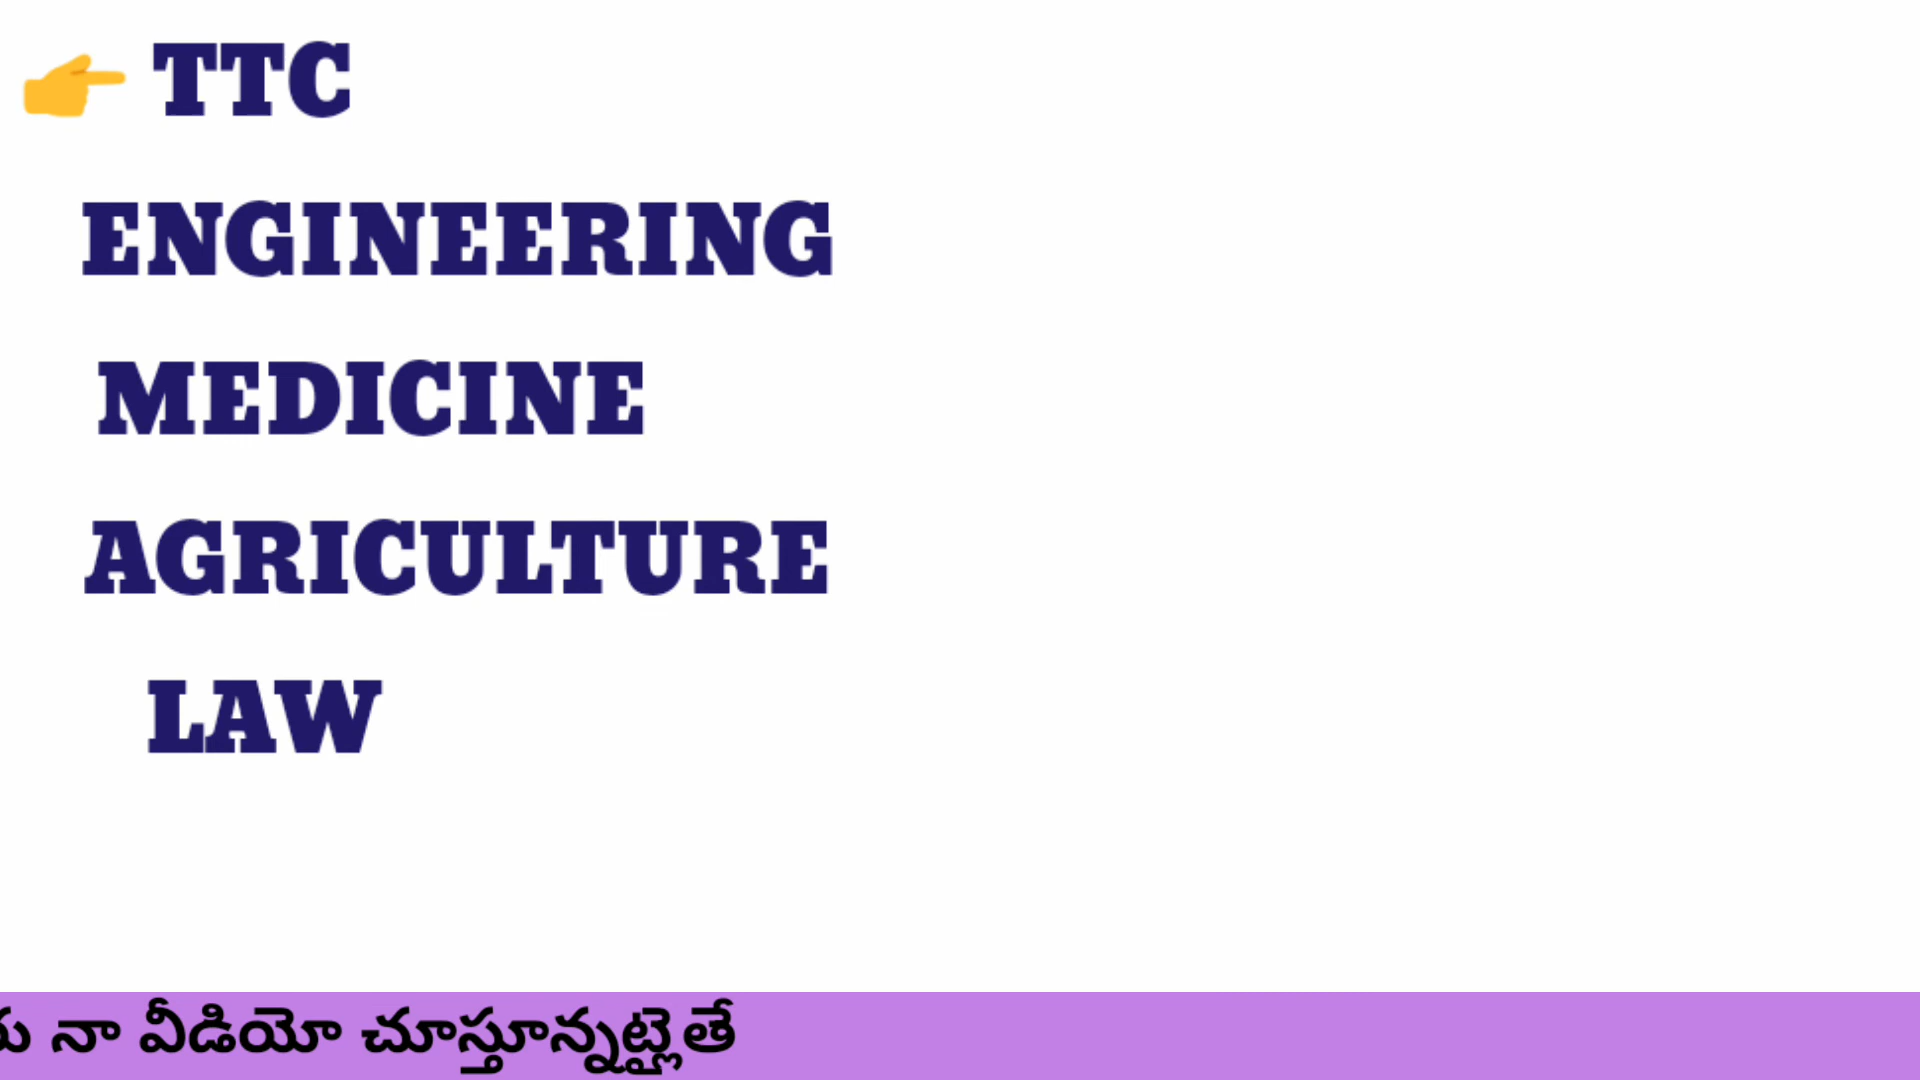 TTC
ENGINEERING
MEDICINE
AGRICULTURE
LAW
నా వీడియో చూస్తూన్నట్లైతే